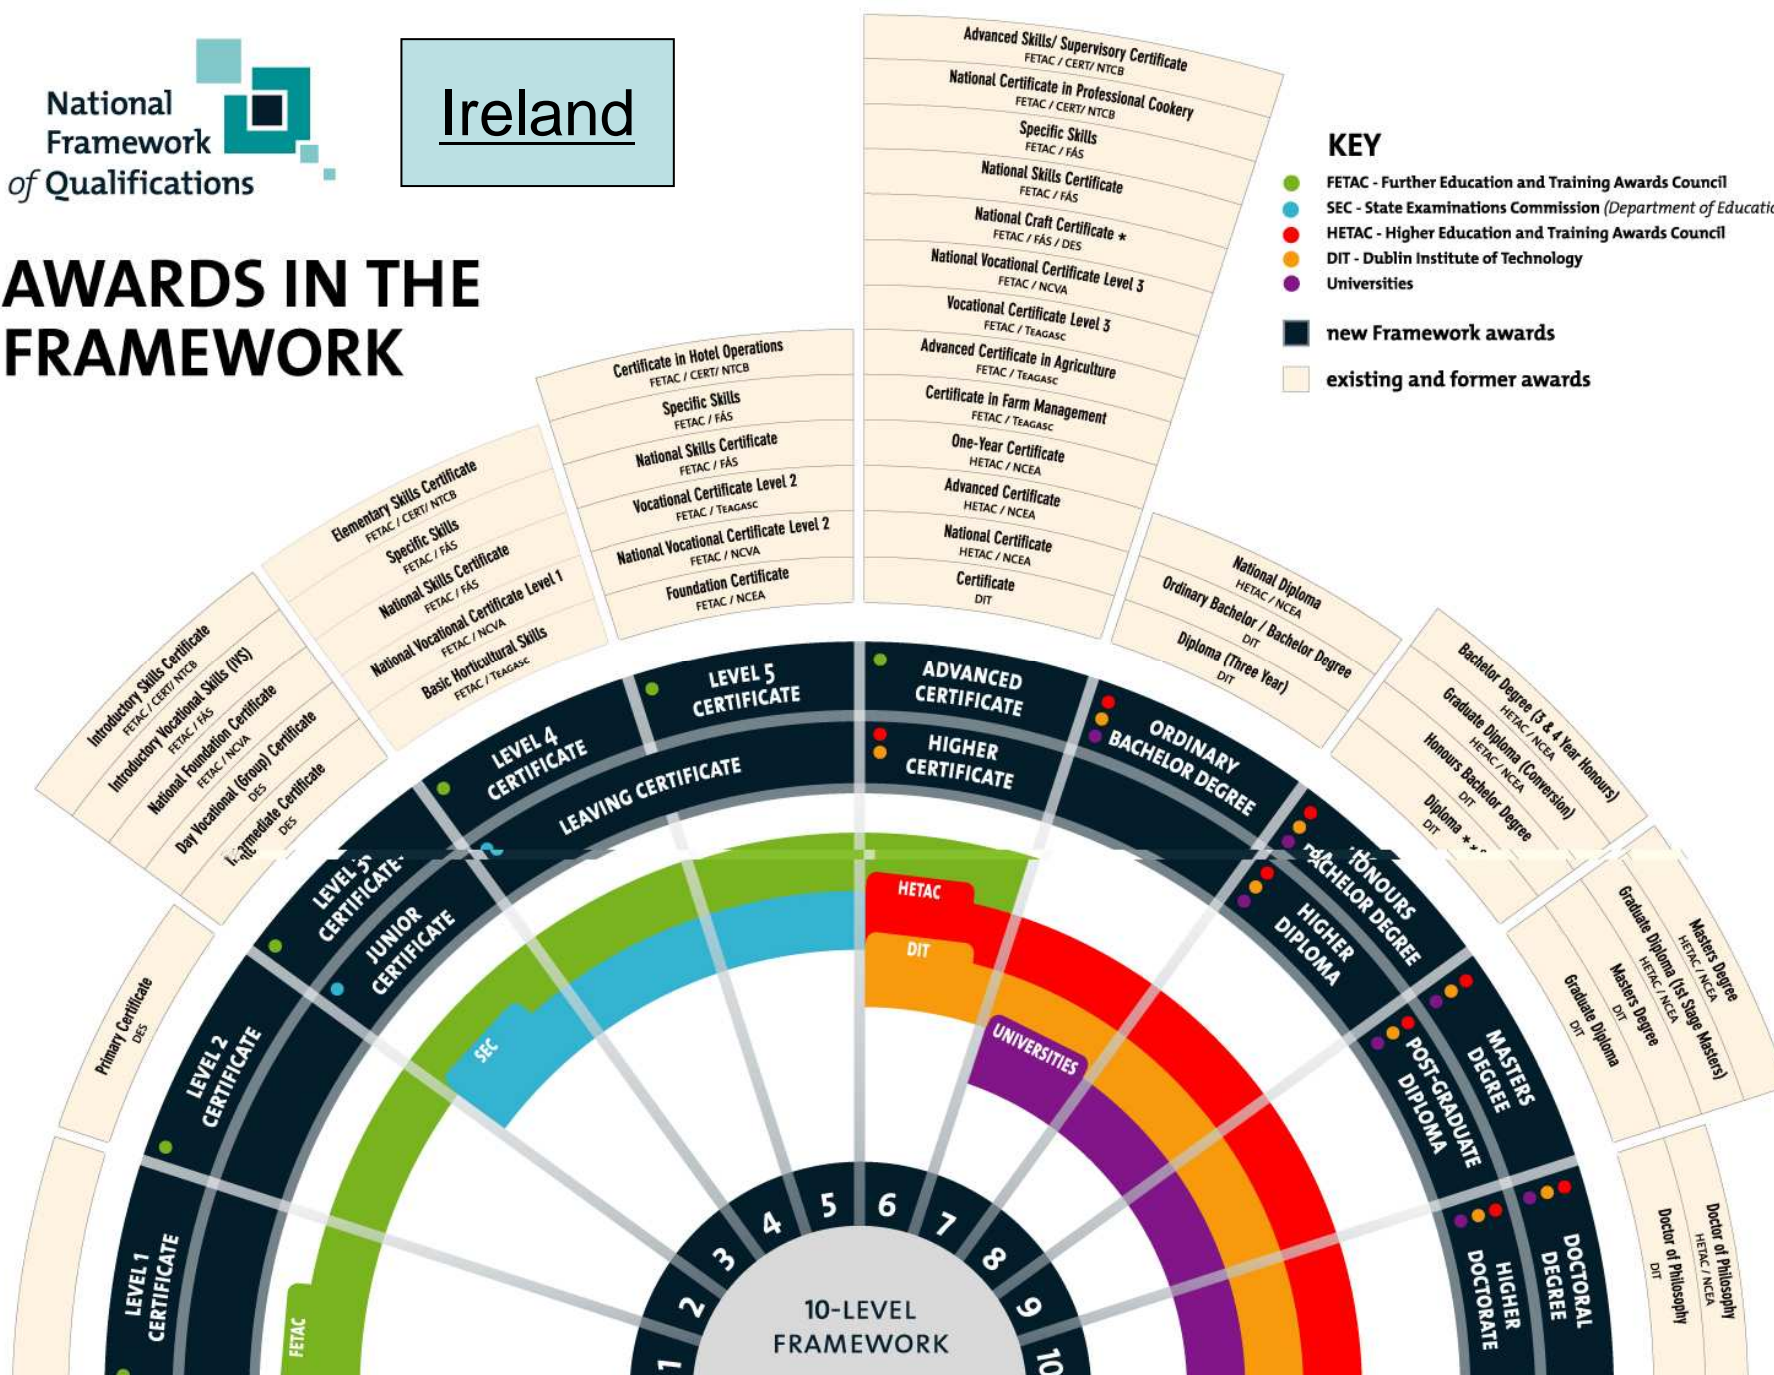 National
Framework
of Qualifications
Ireland
AWARDS IN THE
FRAMEWORK
KEY
FETAC - Further Education and Training Awards Council
SEC - State Examinations Commission (Department of Educatio
HETAC - Higher Education and Training Awards Council
DIT - Dublin Institute of Technology
Universities
new Framework awards
existing and former awards
Primary Certificate
DES
Introductory Skills Certificate
FETAC / CERT/ NTCB
Introductory Vocational Skills (IVS)
FETAC / FÁS
National Foundation Certificate
FETAC / NCVA
Day Vocational (Group) Certificate
DES
Certificate
DES
Elementary Skills Certificate
FETAC / CERT/ NTCB
Specific Skills
FETAC / FÁS
National Skills Certificate
FETAC / FÁS
National Vocational Certificate Level 1
FETAC / NCVA
Basic Horticultural Skills
FETAC / TEAGASC
Certificate in Hotel Operations
FETAC / CERT/ NTCB
Specific Skills
FETAC / FÁS
National Skills Certificate
FETAC / FÁS
Vocational Certificate Level 2
FETAC / TEAGASC
National Vocational Certificate Level 2
FETAC / NCVA
Foundation Certificate
FETAC / NCEA
Advanced Skills/ Supervisory Certificate
FETAC / CERT/ NTCB
National Certificate in Professional Cookery
FETAC / CERT/ NTCB
Specific Skills
FETAC / FÁS
National Skills Certificate
FETAC / FÁS
National Craft Certificate *
FETAC / FÁS / DES
National Vocational Certificate Level 3
FETAC / NCVA
Vocational Certificate Level 3
FETAC / TEAGASC
Advanced Certificate in Agriculture
FETAC / TEAGASC
Certificate in Farm Management
FETAC / TEAGASC
One-Year Certificate
HETAC / NCEA
Advanced Certificate
HETAC / NCEA
National Certificate
HETAC / NCEA
Certificate
DIT
National Diploma
HETAC / NCEA
Ordinary Bachelor / Bachelor Degree
DIT
Diploma (Three Year)
DIT
Bachelor Degree (3 & 4 Year Honours)
HETAC / NCEA
Graduate Diploma (Conversion)
HETAC / NCEA
Honours Bachelor Degree
DIT
Diploma
DIT
Masters Degree
HETAC / NCEA
Graduate Diploma (1st Stage Masters)
HETAC / NCEA
Masters Degree
DIT
Graduate Diploma
DIT
Doctor of Philosophy
HETAC / NCEA
Doctor of Philosophy
DIT
LEVEL 1
CERTIFICATE
LEVEL 2
CERTIFICATE
LEVEL 3
CERTIFICATE
JUNIOR
CERTIFICATE
LEVEL 4
CERTIFICATE
LEVEL 5
CERTIFICATE
LEAVING CERTIFICATE
ADVANCED
CERTIFICATE
HIGHER
CERTIFICATE
ORDINARY
BACHELOR DEGREE
HONOURS
BACHELOR DEGREE
HIGHER
DIPLOMA
MASTERS
DEGREE
POST-GRADUATE
DIPLOMA
DOCTORAL
DEGREE
HIGHER
DOCTORATE
FETAC
SEC
HETAC
DIT
UNIVERSITIES
1
2
3
4
5
6
7
8
9
10
10-LEVEL
FRAMEWORK